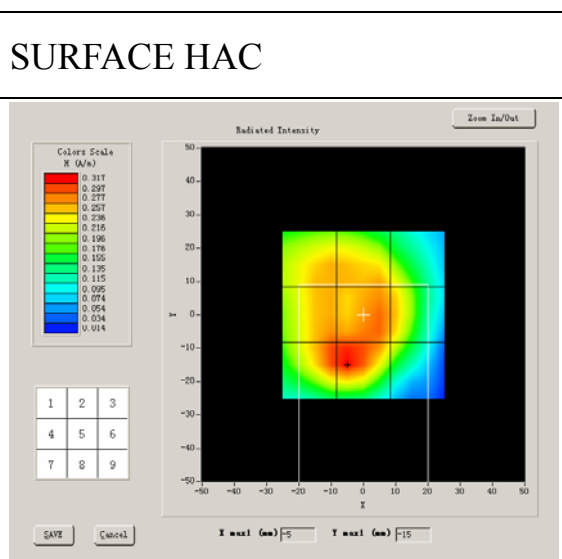 SURFACE HAC
Zoom In/Out
Radiated Intensity
Colors Scale
H (A/m)
0.317
0.297
0.277
0.257
0.236
0.216
0.196
0.176
0.155
0.135
0.115
0.095
0.074
0.054
0.034
0.014
50
40
30
20
10
0
-10
-20
-30
-40
-50
Y
-50 -40 -30 -20 -10 0 10 20 30 40 50
X
1 2 3
4 5 6
7 8 9
SAVE Cancel
X maxi (mm) -5 Y maxi (mm) -15